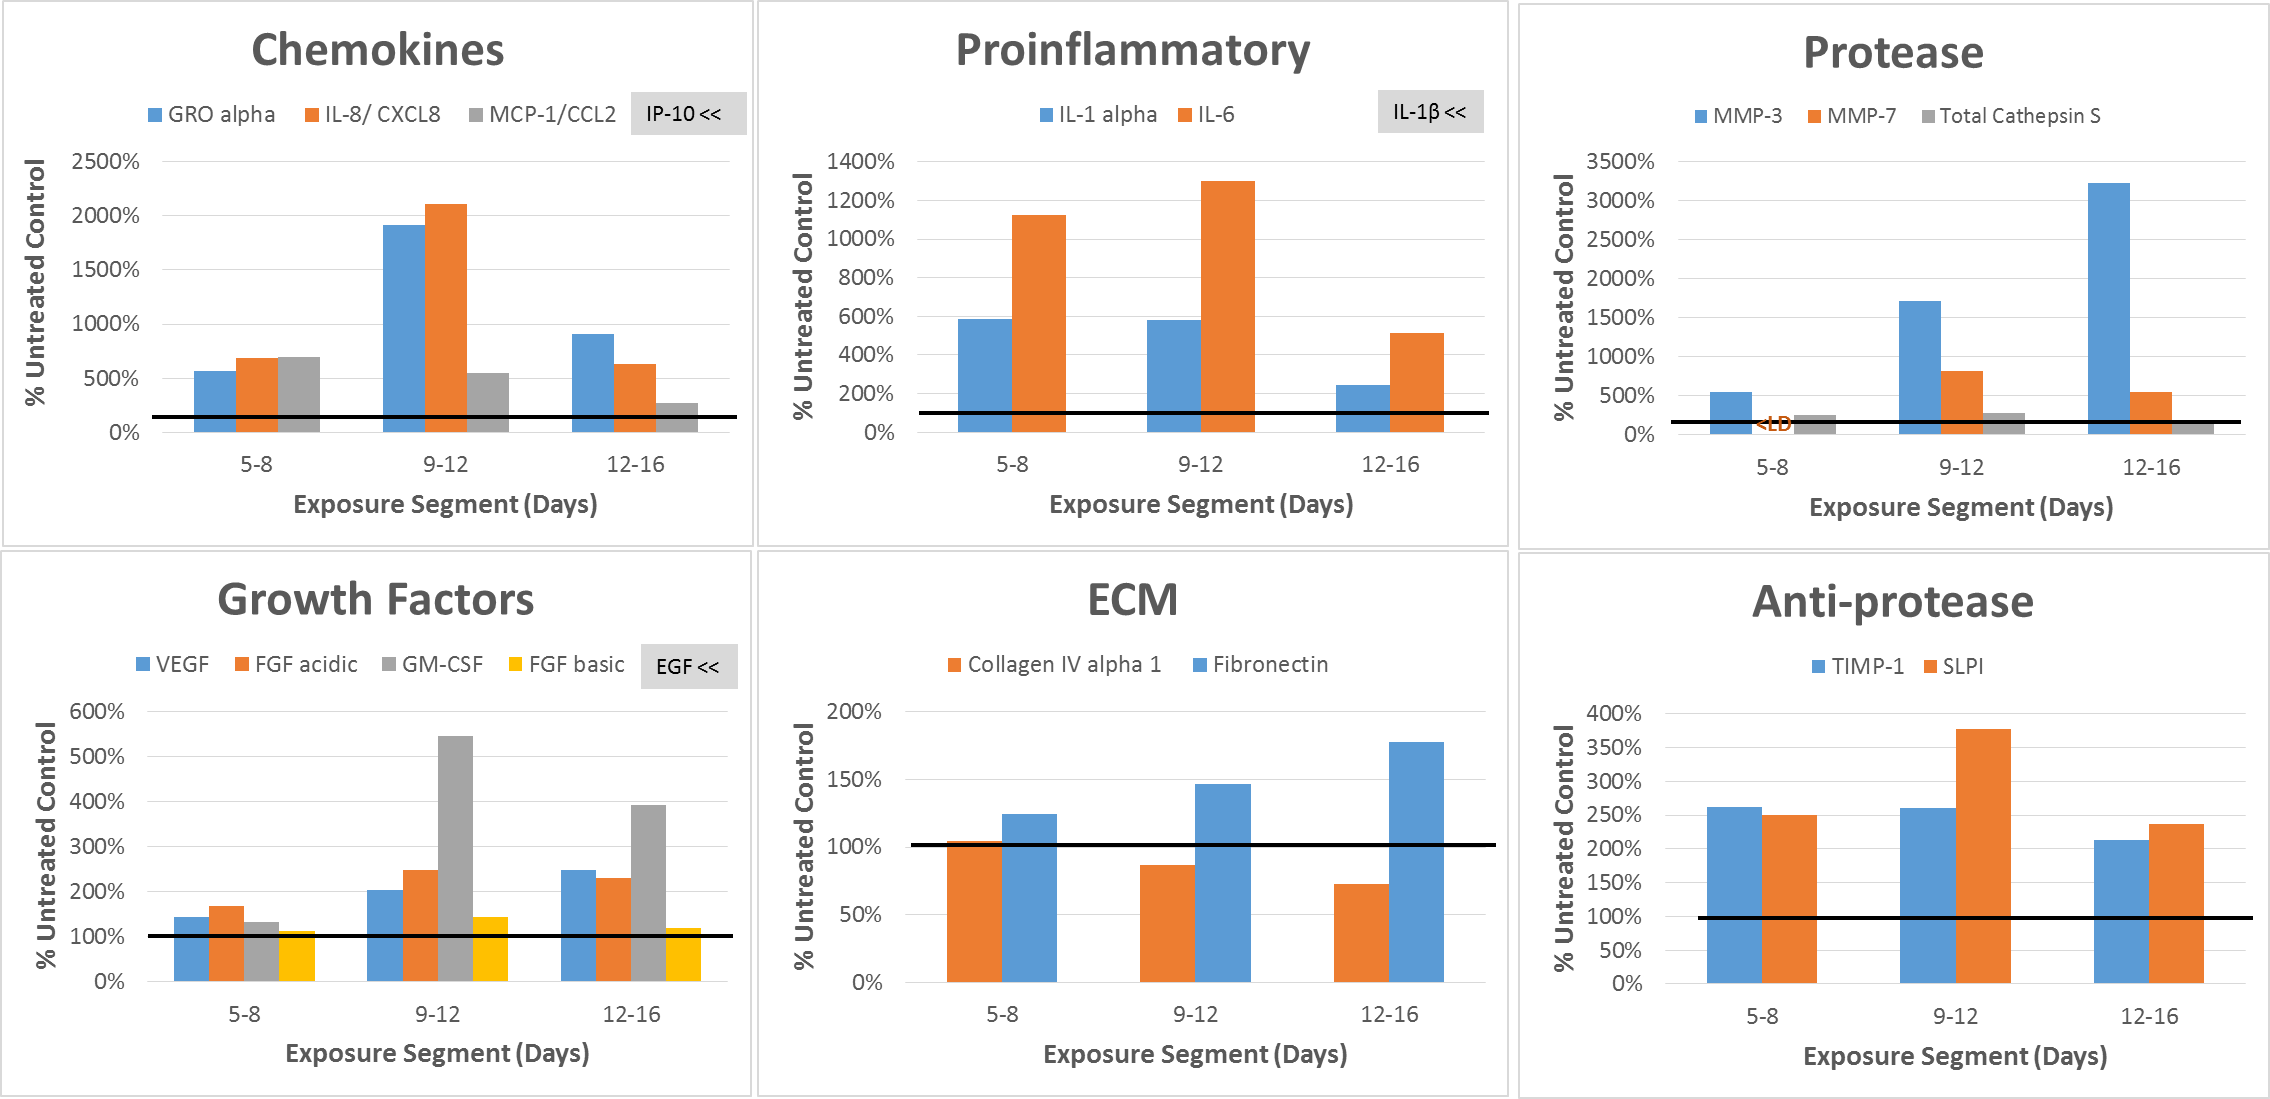 Chemokines
GRO alpha IL-8/ CXCL8 MCP-1/CCL2 IP-10 <<
% Untreated Control
2500%
2000%
1500%
1000%
500%
0%
5-8 9-12 12-16
Exposure Segment (Days)
Proinflammatory
IL-1 alpha IL-6 IL-1β <<
% Untreated Control
1400%
1200%
1000%
800%
600%
400%
200%
0%
5-8 9-12 12-16
Exposure Segment (Days)
Protease
MMP-3 MMP-7 Total Cathepsin S
% Untreated Control
3500%
3000%
2500%
2000%
1500%
1000%
500%
0%
<LD
5-8 9-12 12-16
Exposure Segment (Days)
Growth Factors
VEGF FGF acidic GM-CSF FGF basic EGF <<
% Untreated Control
600%
500%
400%
300%
200%
100%
0%
5-8 9-12 12-16
Exposure Segment (Days)
ECM
Collagen IV alpha 1 Fibronectin
% Untreated Control
200%
150%
100%
50%
0%
5-8 9-12 12-16
Exposure Segment (Days)
Anti-protease
TIMP-1 SLPI
% Untreated Control
400%
350%
300%
250%
200%
150%
100%
50%
0%
5-8 9-12 12-16
Exposure Segment (Days)